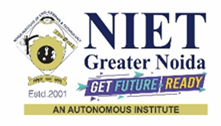 NIET
Greater Noida
GET FUTURE READY
Estd.2001
AN AUTONOMOUS INSTITUTE